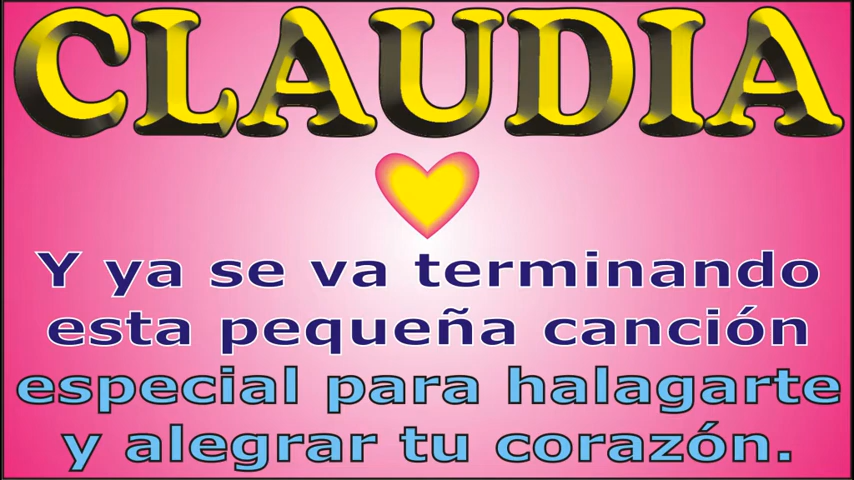 CLAUDIA
Y ya se va terminando
esta pequeña canción
especial para halagarte
y alegrar tu corazón.